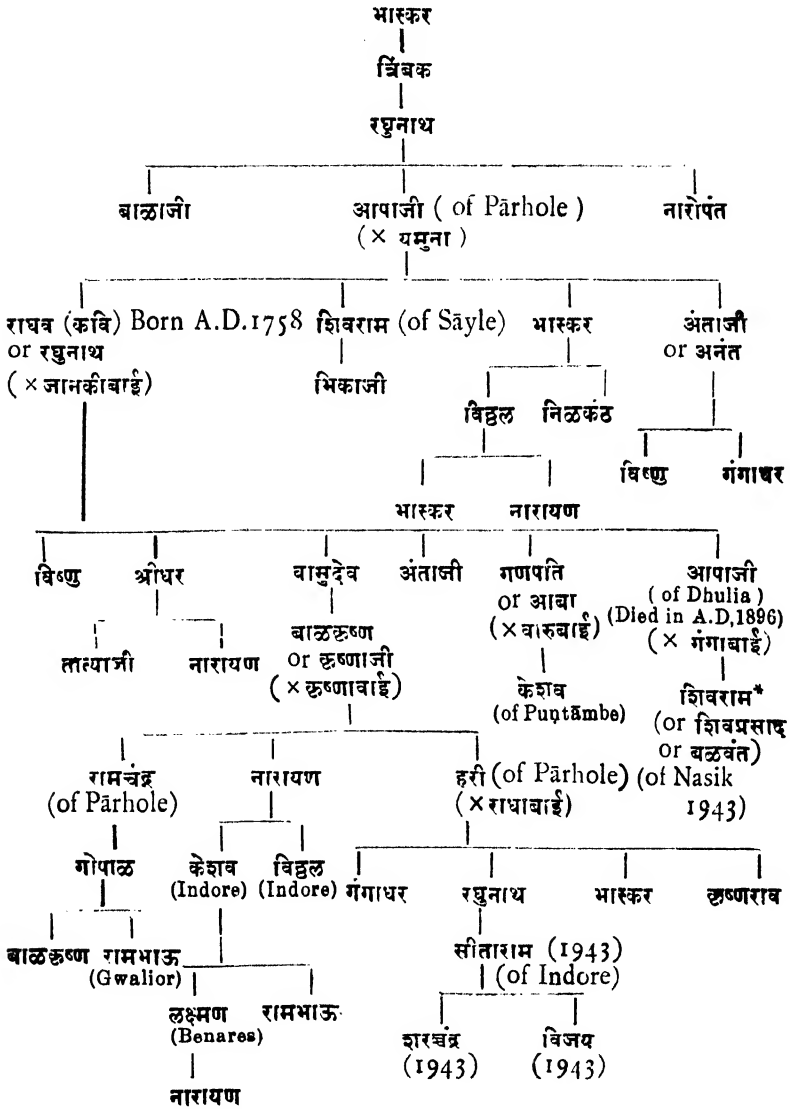 भास्कर
त्रिंबक
रघुनाथ
बाळाजी आपाजी ( of Pārhole ) नारोपंत
(× यमुना )
राघव (कवि) Born A.D.1758 शिवराम (of Sāyle) भास्कर अंताजी
or रघुनाथ or अनंत
(×जानकीबाई) भिकाजी
विठ्ठल निळकंठ
विष्णु गंगाधर
भास्कर नारायण
विष्णु श्रीधर वामुदेव अंताजी गणपति आपाजी
or आबा (of Dhulia)
(×वारुबाई) (Died in A.D,1896)
बाळकृष्ण (× गंगाबाई)
तात्याजी नारायण or कृष्णाजी
(×कृष्णावाई) केशव शिवराम*
(of Puṇtāmbe) (or शिवप्रसाद
or बळवंत)
रामचंद्र नारायण हरी (of Pārhole) (of Nasik
(of Pārhole) (×राधाबाई) 1943)
गोपाळ केशव विठ्ठल
(Indore) (Indore) गंगाधर रघुनाथ भास्कर कृष्णराव
बाळकृष्ण रामभाऊ सीताराम (1943)
(Gwalior) (of Indore)
लक्ष्मण रामभाऊ
(Benares) शरच्चंद्र विजय
(1943) (1943)
नारायण